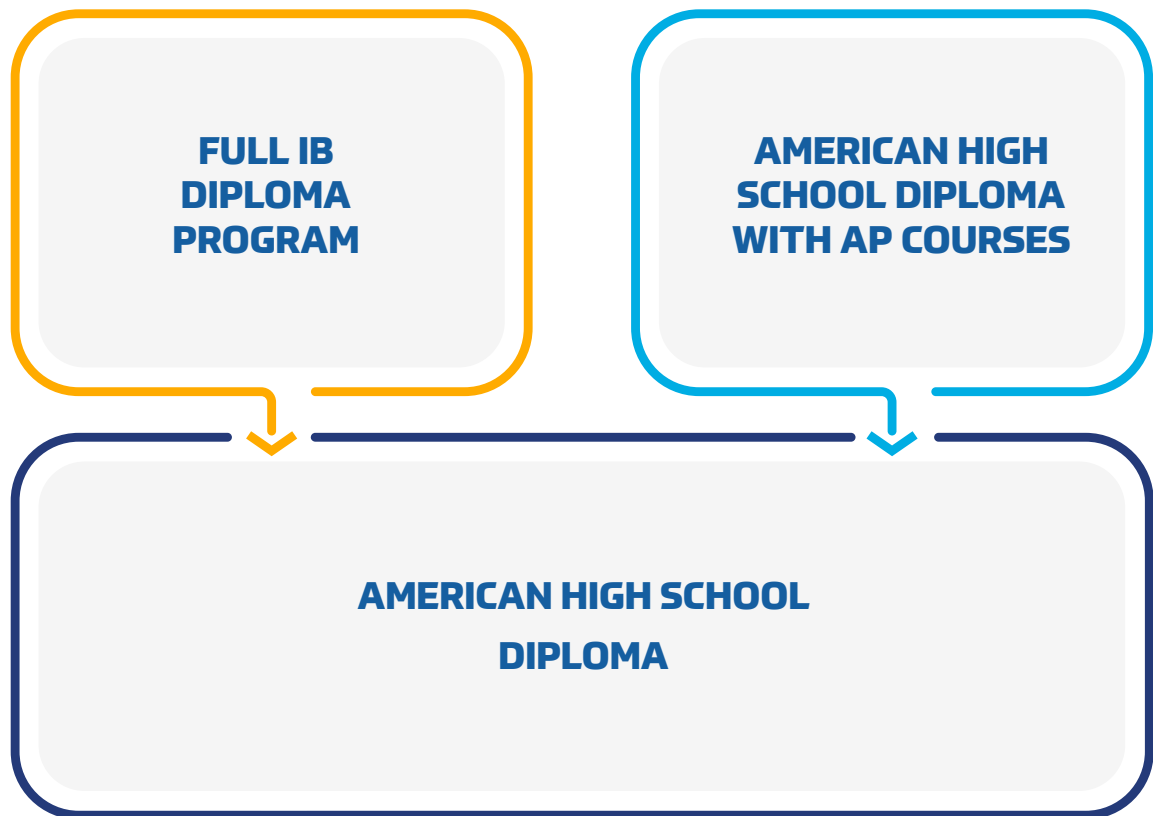 FULL IB
DIPLOMA
PROGRAM
AMERICAN HIGH
SCHOOL DIPLOMA
WITH AP COURSES
AMERICAN HIGH SCHOOL
DIPLOMA